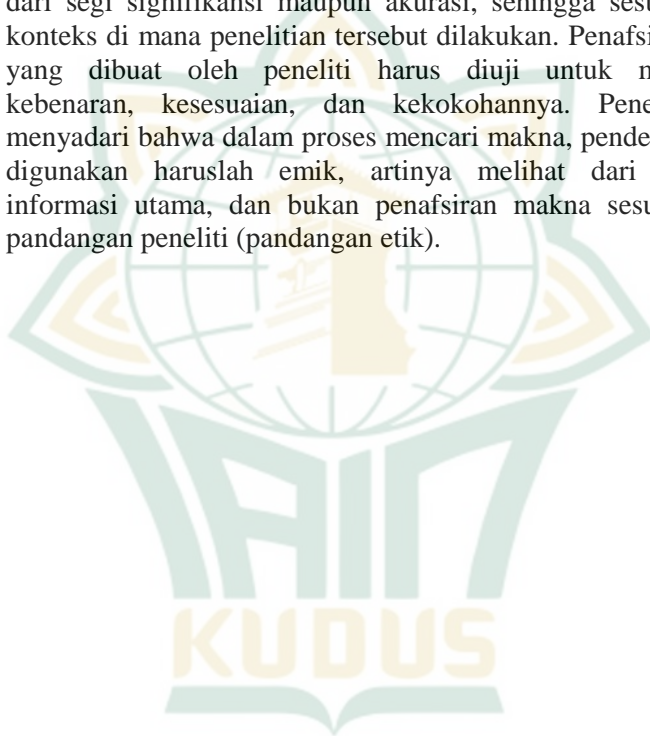 dari segi signifikansi maupun akurasi, sehingga
konteks di mana penelitian tersebut dilakukan.
yang dibuat oleh peneliti harus diuji untuk
kebenaran, kesesuaian, dan kekokohannya.
menyadari bahwa dalam proses mencari makna,
digunakan haruslah emik, artinya melihat dari
informasi utama, dan bukan penafsiran makna
pandangan peneliti (pandangan etik).
IAIN
KUDUS